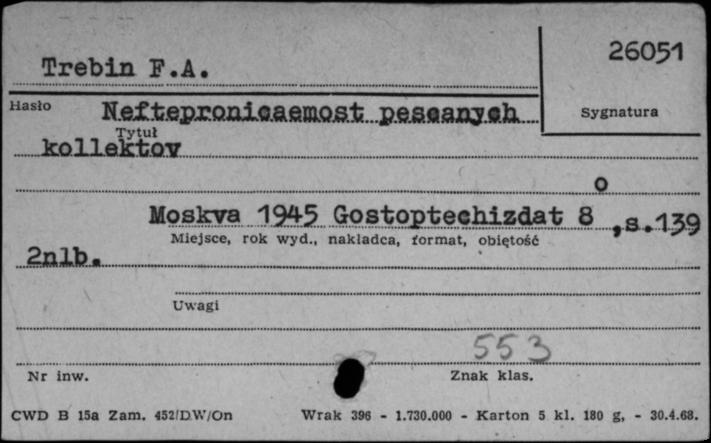 26051
Trebin F.A.
Hasło Neftepronicaemost pescanych Sygnatura
Tytuł
kollektov
o
Moskva 1945 Gostoptechizdat 8 ,s.139
Miejsce, rok wyd., nakładca, format, obiętość
2nlb.
Uwagi
553
Nr inw. Znak klas.
CWD B 15a Zam. 452/DW/On Wrak 396 - 1.730.000 - Karton 5 kl. 180 g, - 30.4.68.